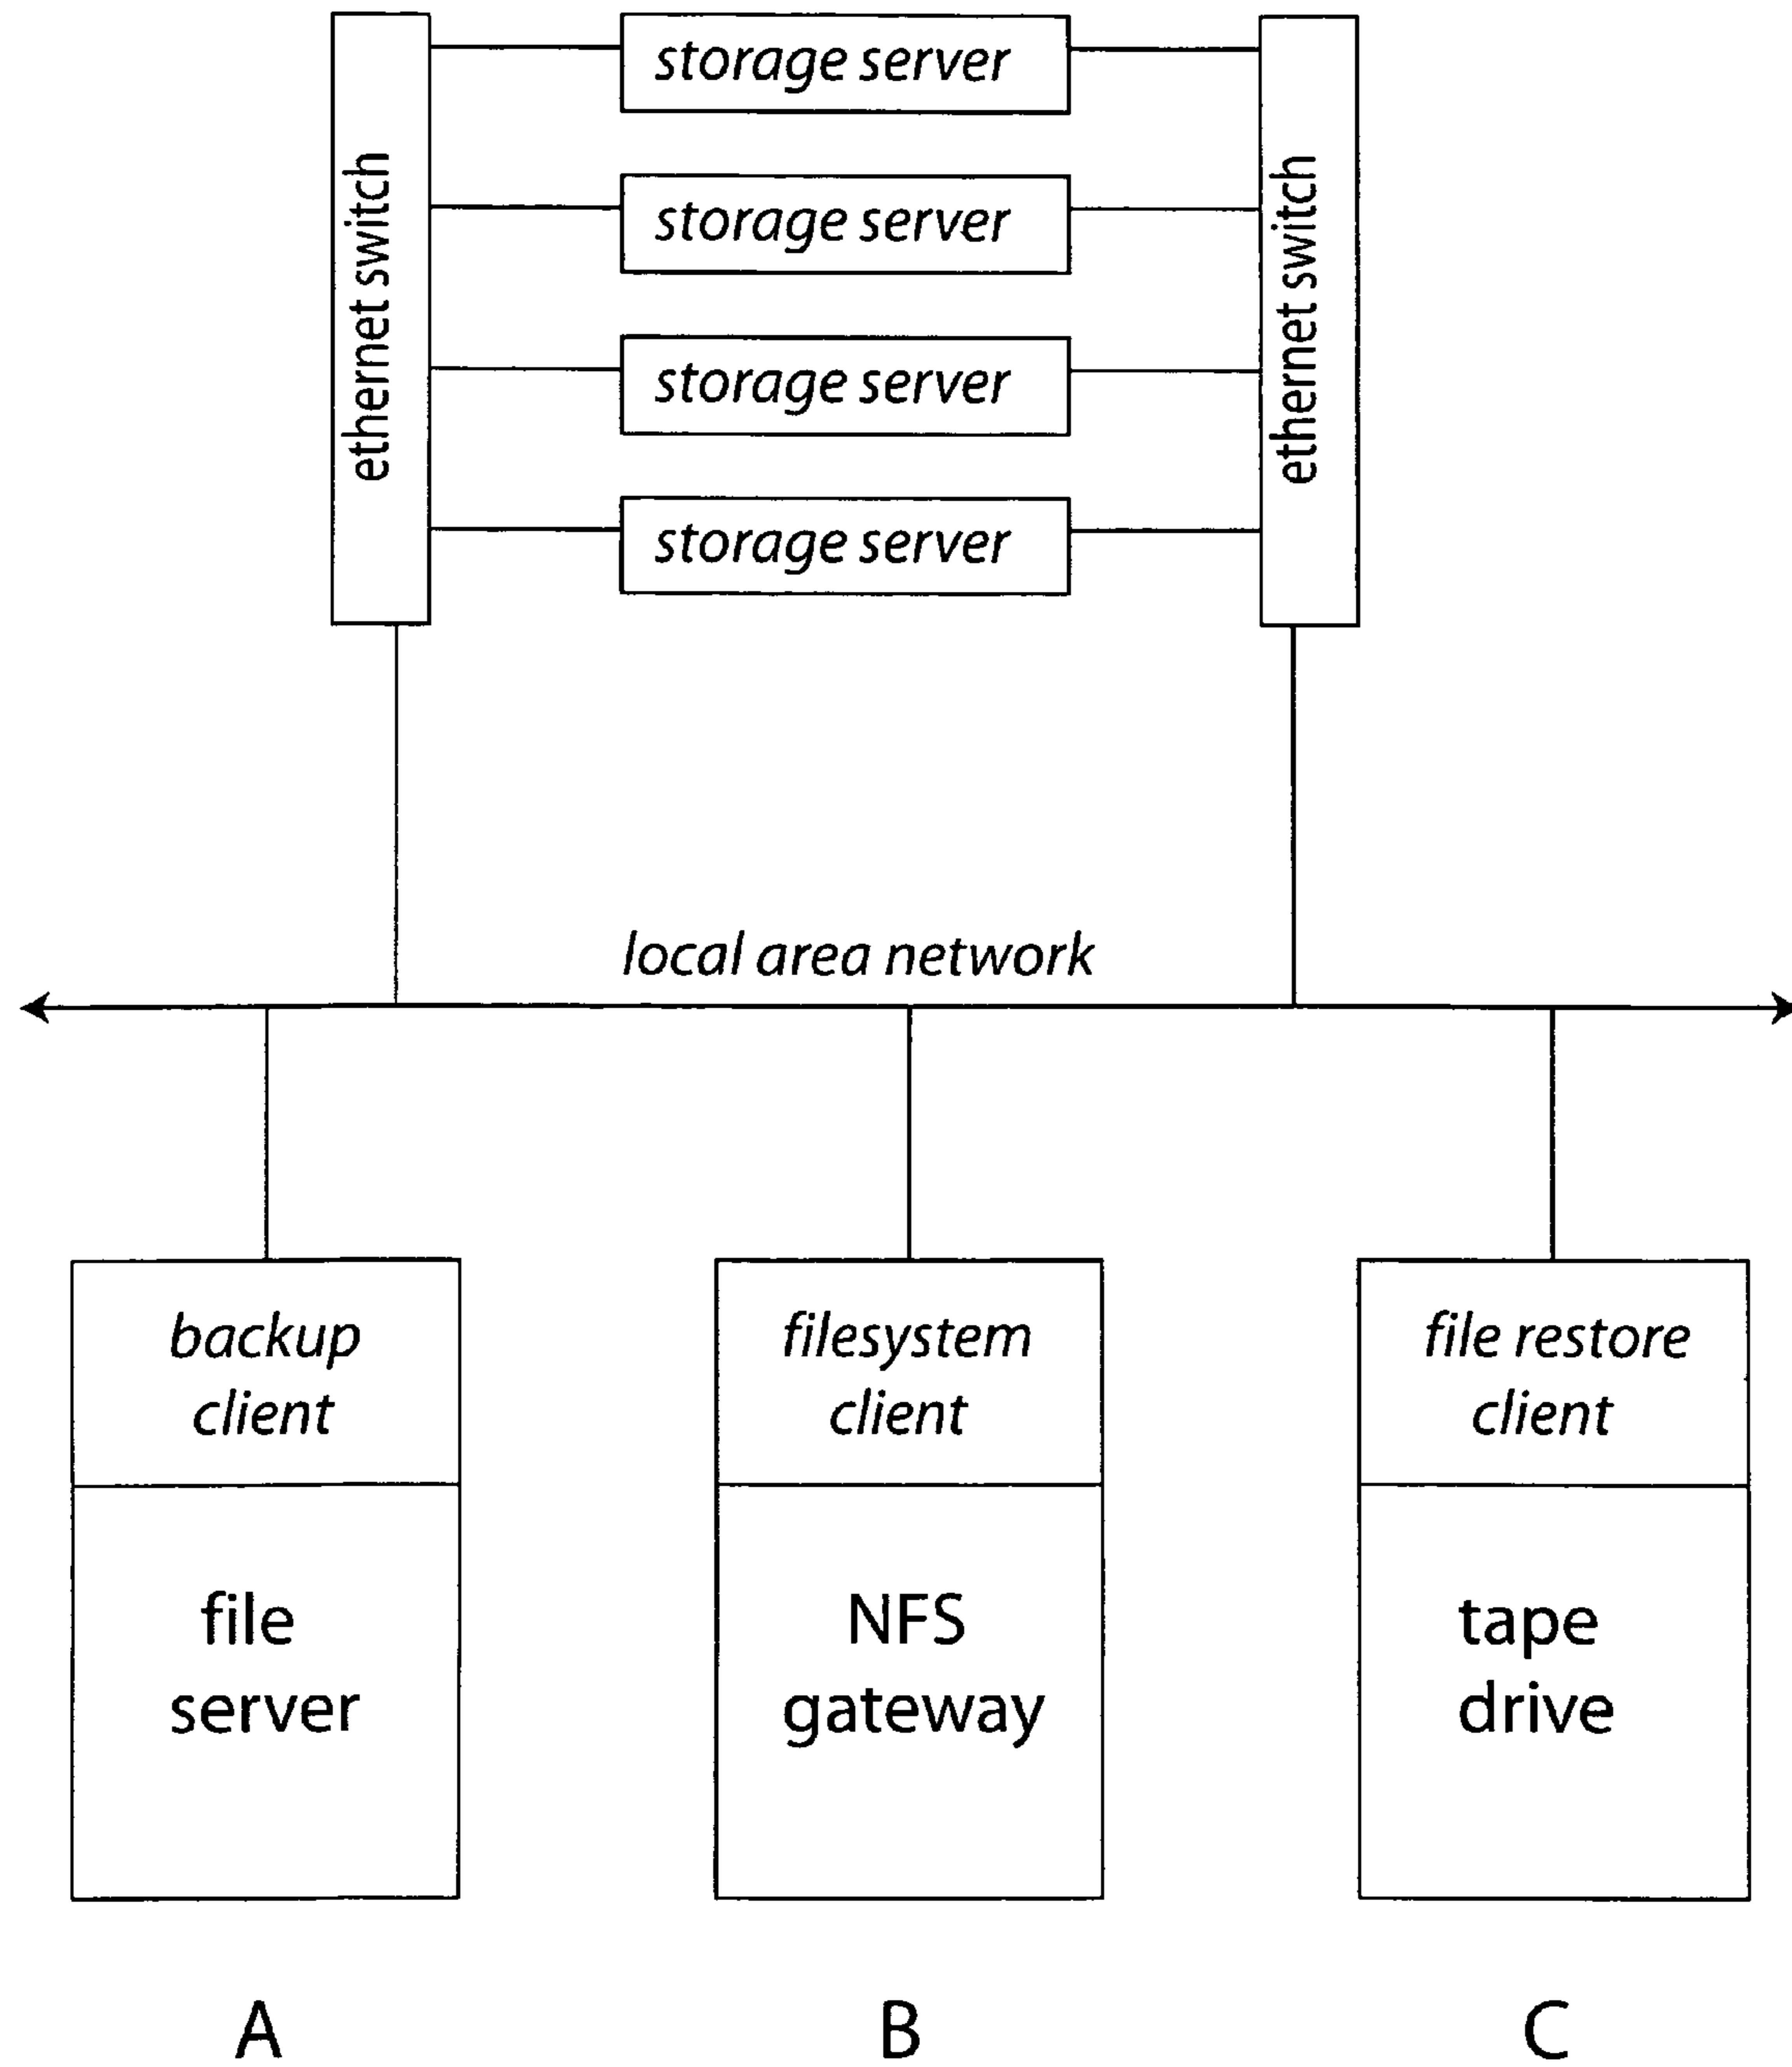 storage server
storage server
storage server
storage server
ethernet switch
ethernet switch
local area network
backup
client
file
server
filesystem
client
NFS
gateway
file restore
client
tape
drive
A
B
C